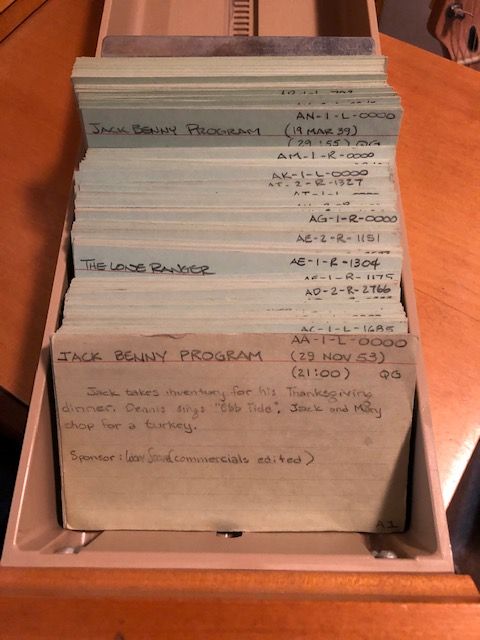 AN-1-L-0000
JACK BENNY PROGRAM (19 MAR 39)
(29:55) QG
AM-1-R-0000
AK-1-L-0000
AG-1-R-0000
AE-2-R-1151
THE LONE RANGER AE-1-R-1304
AE-1-R-1175
AD-2-R-2766
AC-1-L-1685
AA-1-L-0000
JACK BENNY PROGRAM (29 NOV 53)
(21:00) QG
Jack takes inventory for his Thanksgiving
dinner. Dennis sings "Ebb Tide". Jack and Mary
shop for a turkey.
Sponsor: (commercials edited)
A1